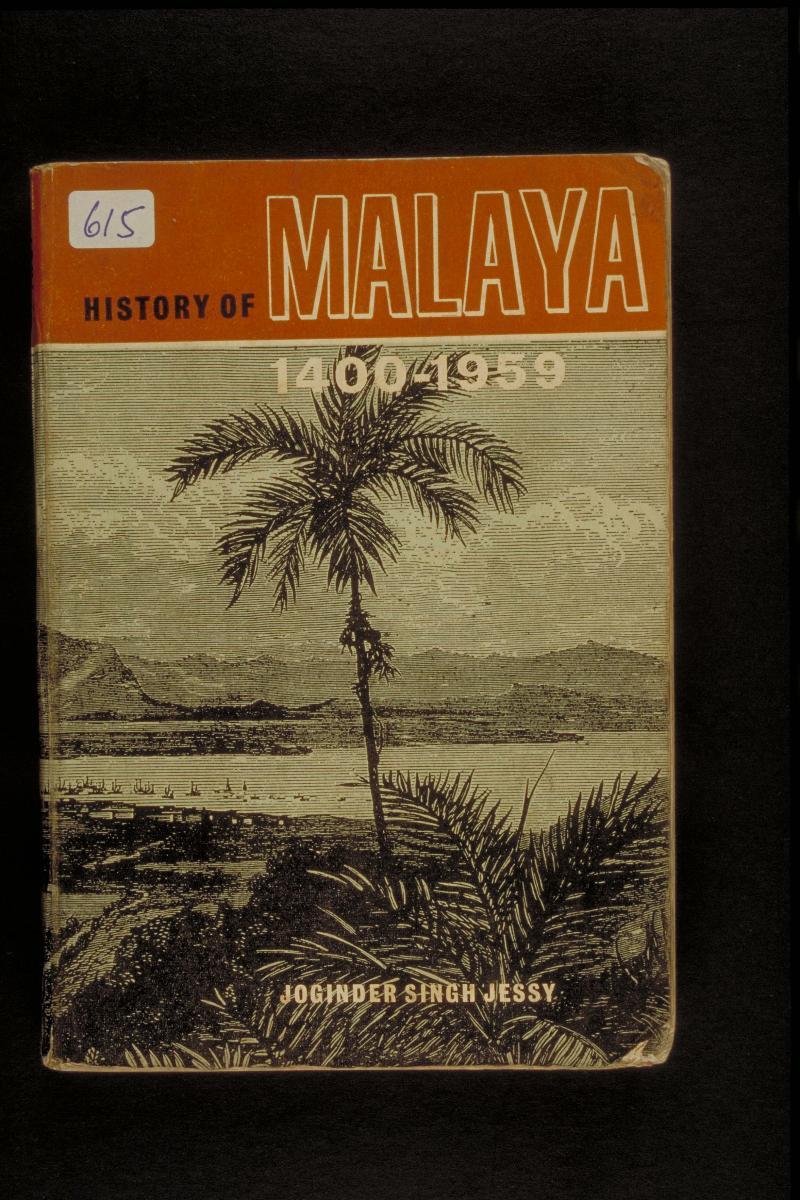 615
HISTORY OF MALAYA
1400-1959
JOGINDER SINGH JESSY